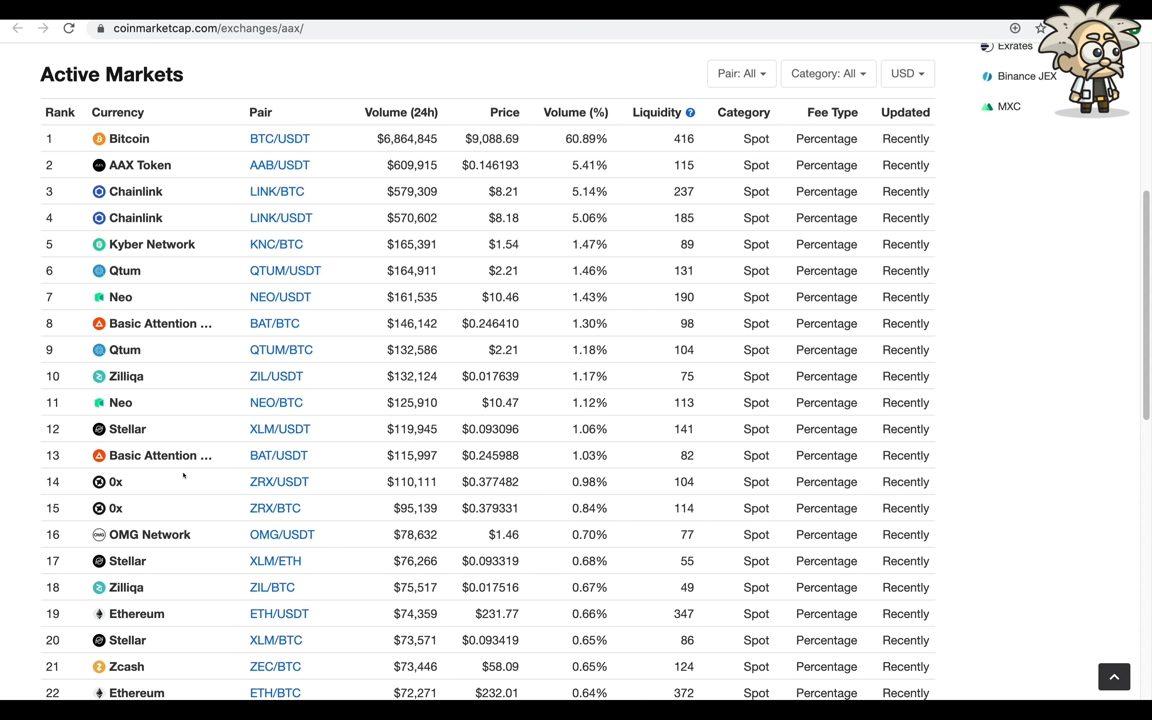 coinmarketcap.com/exchanges/aax/
Exrates
Active Markets
Pair: All
Category: All
USD
Binance JEX
MXC
Rank Currency Pair Volume (24h) Price Volume (%) Liquidity ? Category Fee Type Updated
1 Bitcoin BTC/USDT $6,864,845 $9,088.69 60.89% 416 Spot Percentage Recently
2 AAX Token AAB/USDT $609,915 $0.146193 5.41% 115 Spot Percentage Recently
3 Chainlink LINK/BTC $579,309 $8.21 5.14% 237 Spot Percentage Recently
4 Chainlink LINK/USDT $570,602 $8.18 5.06% 185 Spot Percentage Recently
5 Kyber Network KNC/BTC $165,391 $1.54 1.47% 89 Spot Percentage Recently
6 Qtum QTUM/USDT $164,911 $2.21 1.46% 131 Spot Percentage Recently
7 Neo NEO/USDT $161,535 $10.46 1.43% 190 Spot Percentage Recently
8 Basic Attention ... BAT/BTC $146,142 $0.246410 1.30% 98 Spot Percentage Recently
9 Qtum QTUM/BTC $132,586 $2.21 1.18% 104 Spot Percentage Recently
10 Zilliqa ZIL/USDT $132,124 $0.017639 1.17% 75 Spot Percentage Recently
11 Neo NEO/BTC $125,910 $10.47 1.12% 113 Spot Percentage Recently
12 Stellar XLM/USDT $119,945 $0.093096 1.06% 141 Spot Percentage Recently
13 Basic Attention ... BAT/USDT $115,997 $0.245988 1.03% 82 Spot Percentage Recently
14 0x ZRX/USDT $110,111 $0.377482 0.98% 104 Spot Percentage Recently
15 0x ZRX/BTC $95,139 $0.379331 0.84% 114 Spot Percentage Recently
16 OMG Network OMG/USDT $78,632 $1.46 0.70% 77 Spot Percentage Recently
17 Stellar XLM/ETH $76,266 $0.093319 0.68% 55 Spot Percentage Recently
18 Zilliqa ZIL/BTC $75,517 $0.017516 0.67% 49 Spot Percentage Recently
19 Ethereum ETH/USDT $74,359 $231.77 0.66% 347 Spot Percentage Recently
20 Stellar XLM/BTC $73,571 $0.093419 0.65% 86 Spot Percentage Recently
21 Zcash ZEC/BTC $73,446 $58.09 0.65% 124 Spot Percentage Recently
22 Ethereum ETH/BTC $72,271 $232.01 0.64% 372 Spot Percentage Recently